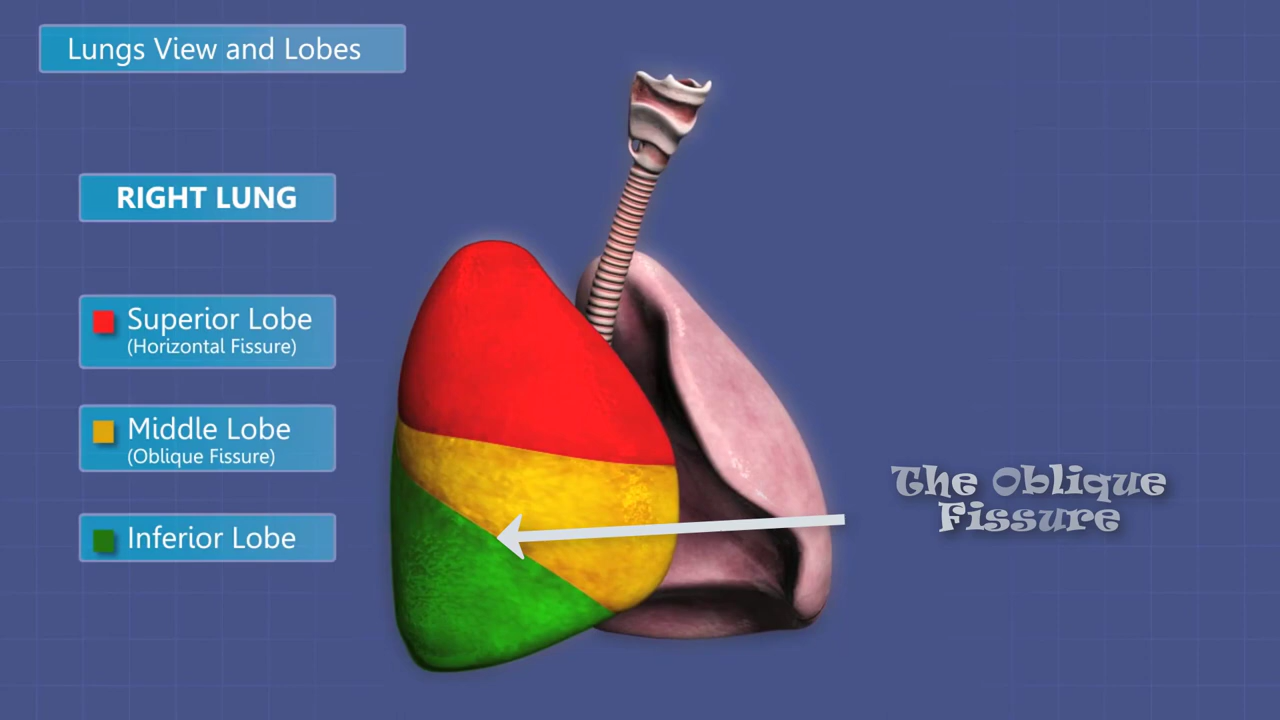 Lungs View and Lobes
RIGHT LUNG
Superior Lobe
(Horizontal Fissure)
Middle Lobe
(Oblique Fissure)
Inferior Lobe
The Oblique
Fissure